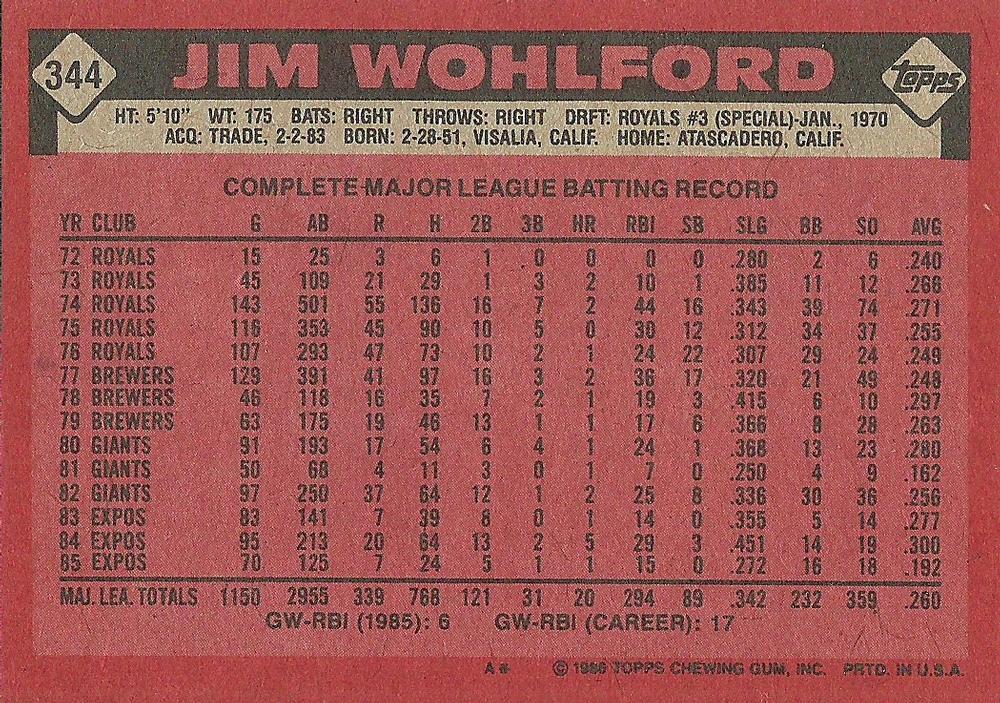 344 JIM WOHLFORD Topps
HT: 5'10" WT: 175 BATS: RIGHT THROWS: RIGHT DRFT: ROYALS #3 (SPECIAL)-JAN., 1970
ACQ: TRADE, 2-2-83 BORN: 2-28-51, VISALIA, CALIF. HOME: ATASCADERO, CALIF.
COMPLETE MAJOR LEAGUE BATTING RECORD
YR CLUB G AB R H 2B 3B HR RBI SB SLG BB SO AVG
72 ROYALS 15 25 3 6 1 0 0 0 0 .280 2 6 .240
73 ROYALS 45 109 21 29 1 3 2 10 1 .385 11 12 .266
74 ROYALS 143 501 55 136 16 7 2 44 16 .343 39 74 .271
75 ROYALS 116 353 45 90 10 5 0 30 12 .312 34 37 .255
76 ROYALS 107 293 47 73 10 2 1 24 22 .307 29 24 .249
77 BREWERS 129 391 41 97 16 3 2 36 17 .320 21 49 .248
78 BREWERS 46 118 16 35 7 2 1 19 3 .415 6 10 .297
79 BREWERS 63 175 19 46 13 1 1 17 6 .366 8 28 .263
80 GIANTS 91 193 17 54 6 4 1 24 1 .368 13 23 .280
81 GIANTS 50 68 4 11 3 0 1 7 0 .250 4 9 .162
82 GIANTS 97 250 37 64 12 1 2 25 8 .336 30 36 .256
83 EXPOS 83 141 7 39 8 0 1 14 0 .355 5 14 .277
84 EXPOS 95 213 20 64 13 2 5 29 3 .451 14 19 .300
85 EXPOS 70 125 7 24 5 1 1 15 0 .272 16 18 .192
MAJ. LEA. TOTALS 1150 2955 339 768 121 31 20 294 89 .342 232 359 .260
GW-RBI (1985): 6 GW-RBI (CAREER): 17
A* © 1986 TOPPS CHEWING GUM, INC. PRTD. IN U.S.A.